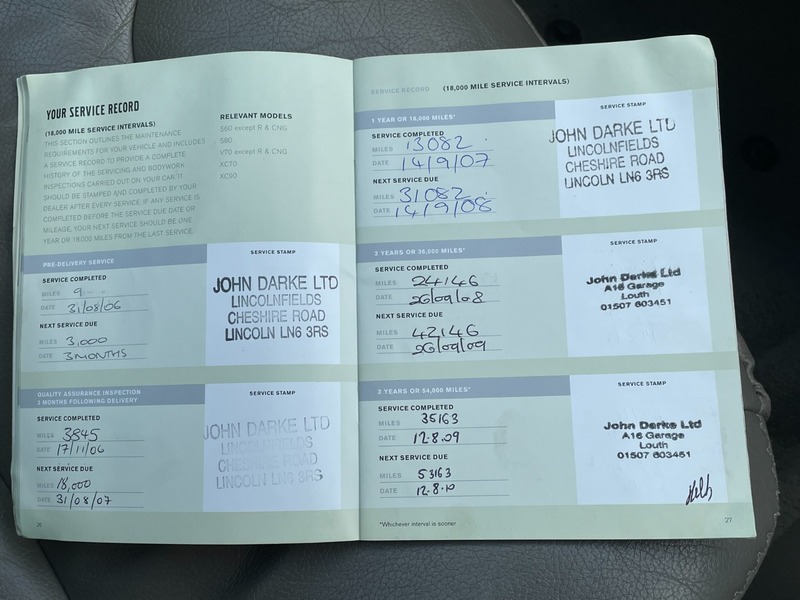 YOUR SERVICE RECORD
(18,000 MILE SERVICE INTERVALS)
THIS SECTION OUTLINES THE MAINTENANCE
REQUIREMENTS FOR YOUR VEHICLE AND INCLUDES
A SERVICE RECORD TO PROVIDE A COMPLETE
HISTORY OF THE SERVICING AND BODYWORK
INSPECTIONS CARRIED OUT ON YOUR CAR. IT
SHOULD BE STAMPED AND COMPLETED BY YOUR
DEALER AFTER EVERY SERVICE. IF ANY SERVICE IS
COMPLETED BEFORE THE SERVICE DUE DATE OR
MILEAGE, YOUR NEXT SERVICE SHOULD BE ONE
YEAR OR 18,000 MILES FROM THE LAST SERVICE.
RELEVANT MODELS
S60 except R & CNG
S80
V70 except R & CNG
XC70
XC90
PRE-DELIVERY SERVICE
SERVICE COMPLETED
MILES 9
DATE 31/08/06
NEXT SERVICE DUE
MILES 3,000
DATE 3 MONTHS
SERVICE STAMP
JOHN DARKE LTD
LINCOLNFIELDS
CHESHIRE ROAD
LINCOLN LN6 3RS
QUALITY ASSURANCE INSPECTION
3 MONTHS FOLLOWING DELIVERY
SERVICE COMPLETED
MILES 3845
DATE 17/11/06
NEXT SERVICE DUE
MILES 18,000
DATE 31/08/07
SERVICE STAMP
JOHN DARKE LTD
LINCOLNFIELDS
CHESHIRE ROAD
LINCOLN LN6 3RS
26
SERVICE RECORD (18,000 MILE SERVICE INTERVALS)
1 YEAR OR 18,000 MILES*
SERVICE COMPLETED
MILES 13082
DATE 14/9/07
NEXT SERVICE DUE
MILES 31082
DATE 14/9/08
SERVICE STAMP
JOHN DARKE LTD
LINCOLNFIELDS
CHESHIRE ROAD
LINCOLN LN6 3RS
2 YEARS OR 36,000 MILES*
SERVICE COMPLETED
MILES 24146
DATE 26/09/08
NEXT SERVICE DUE
MILES 42146
DATE 26/09/09
SERVICE STAMP
John Darke Ltd
A16 Garage
Louth
01507 603451
3 YEARS OR 54,000 MILES*
SERVICE COMPLETED
MILES 35163
DATE 12.8.09
NEXT SERVICE DUE
MILES 53163
DATE 12.8.10
SERVICE STAMP
John Darke Ltd
A16 Garage
Louth
01507 603451
*Whichever interval is sooner
27